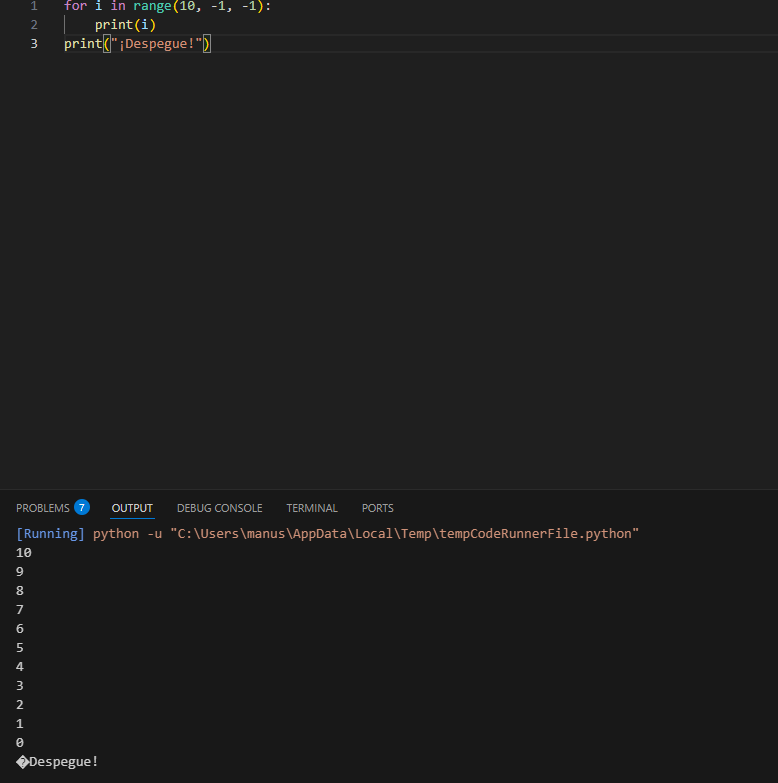 1 for i in range(10, -1, -1):
2     print(i)
3 print("¡Despegue!")
PROBLEMS 7 OUTPUT DEBUG CONSOLE TERMINAL PORTS
[Running] python -u "C:\Users\manus\AppData\Local\Temp\tempCodeRunnerFile.python"
10
9
8
7
6
5
4
3
2
1
0
�Despegue!